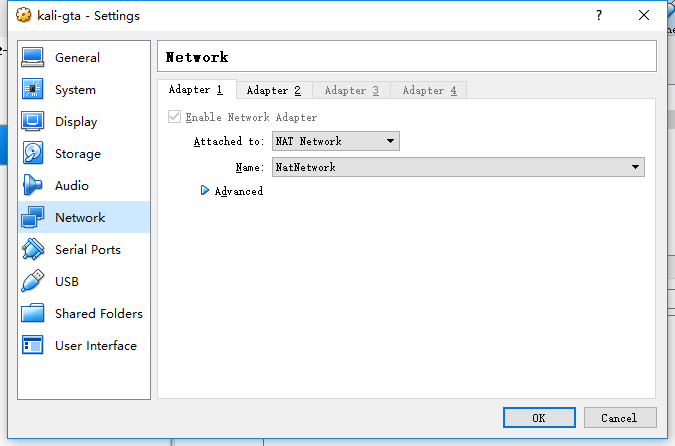 kali-gta - Settings
General
System
Display
Storage
Audio
Network
Serial Ports
USB
Shared Folders
User Interface
Network
Adapter 1 Adapter 2 Adapter 3 Adapter 4
Enable Network Adapter
Attached to: NAT Network
Name: NatNetwork
Advanced
OK Cancel